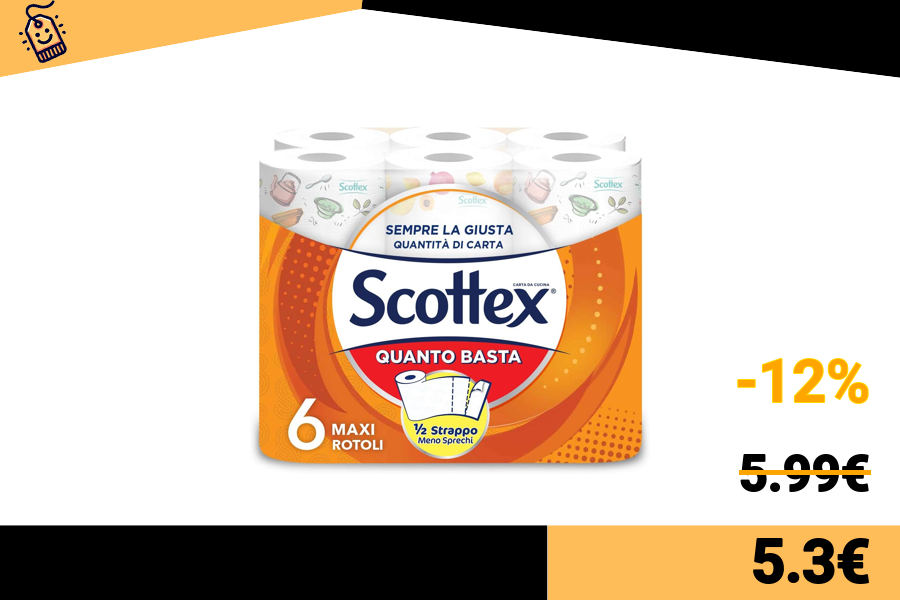 Scottex
Scottex
Scottex
SEMPRE LA GIUSTA
QUANTITÀ DI CARTA
CARTA DA CUCINA
Scottex®
QUANTO BASTA
6 MAXI
ROTOLI
½ Strappo
Meno Sprechi
-12%
5.99€
5.3€